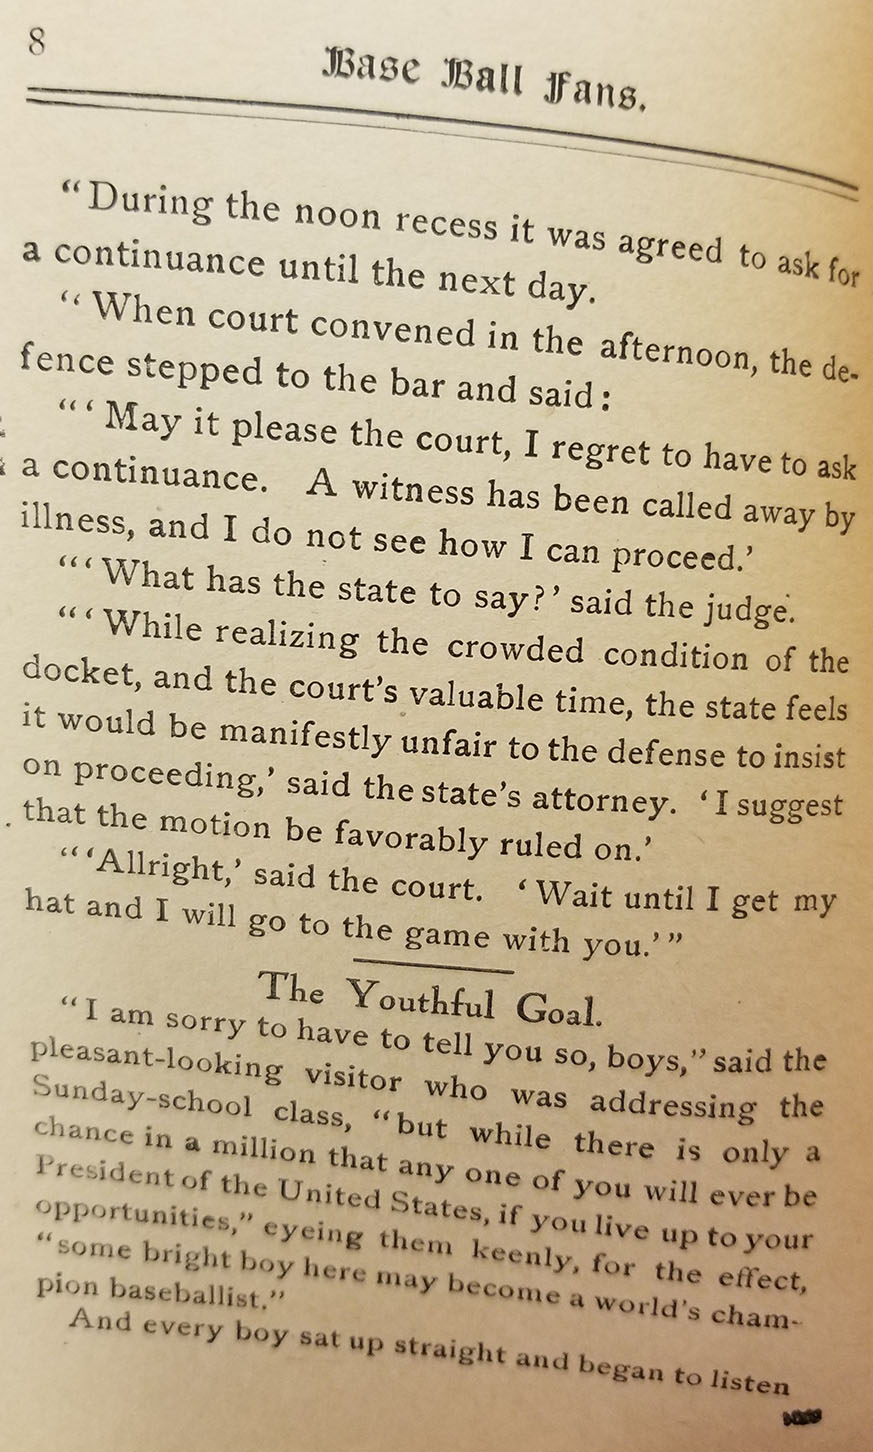 8
Base Ball Fans.
“During the noon recess it was agreed to ask for
a continuance until the next day.
“When court convened in the afternoon, the de-
fence stepped to the bar and said:
“‘May it please the court, I regret to have to ask
a continuance. A witness has been called away by
illness, and I do not see how I can proceed.’
“‘What has the state to say?’ said the judge.
“‘While realizing the crowded condition of the
docket, and the court’s valuable time, the state feels
it would be manifestly unfair to the defense to insist
on proceeding,’ said the state’s attorney. ‘I suggest
that the motion be favorably ruled on.’
“‘Allright,’ said the court. ‘Wait until I get my
hat and I will go to the game with you.’”
The Youthful Goal.
“I am sorry to have to tell you so, boys,” said the
pleasant-looking visitor who was addressing the
Sunday-school class, “but while there is only a
chance in a million that any one of you will ever be
President of the United States, if you live up to your
opportunities,” eyeing them keenly, for the effect,
“some bright boy here may become a world’s cham-
pion baseballist.”
And every boy sat up straight and began to listen